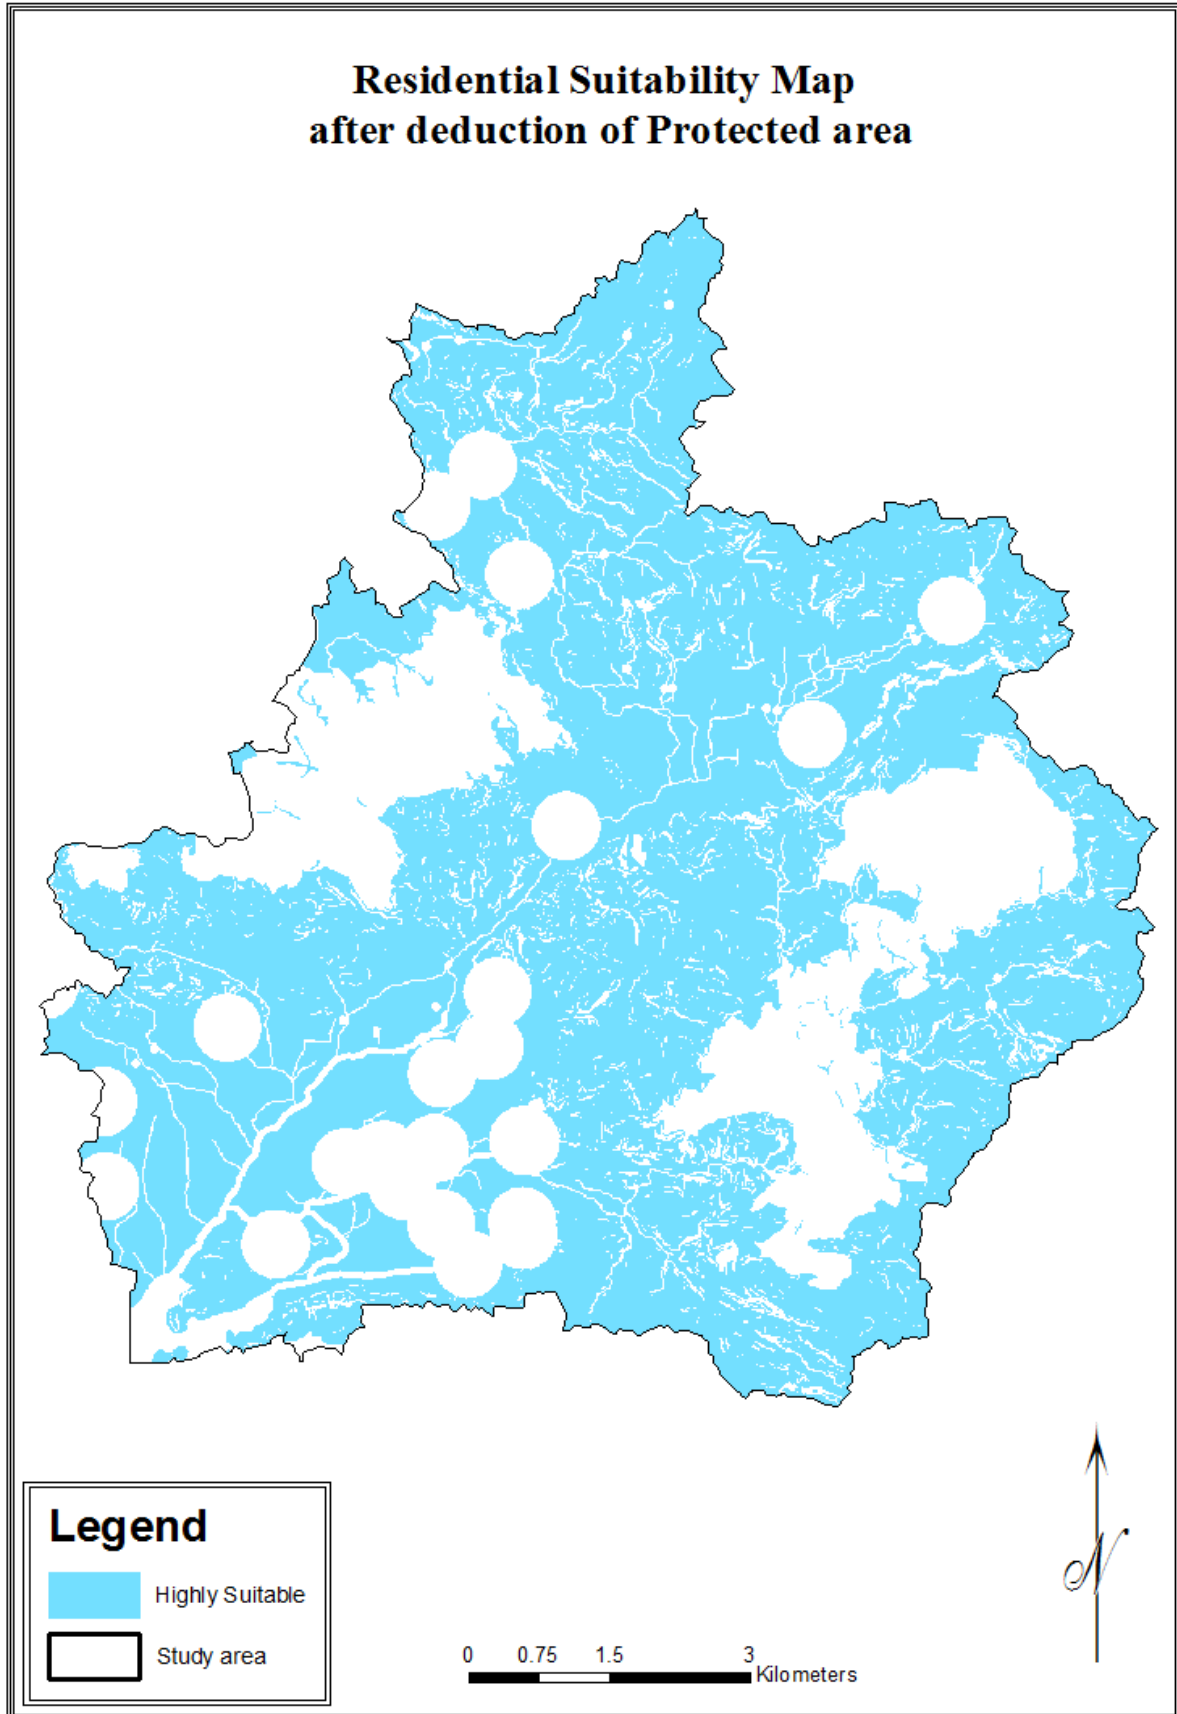 Residential Suitability Map
after deduction of Protected area
Legend
Highly Suitable
Study area
0 0.75 1.5 3
Kilometers
N